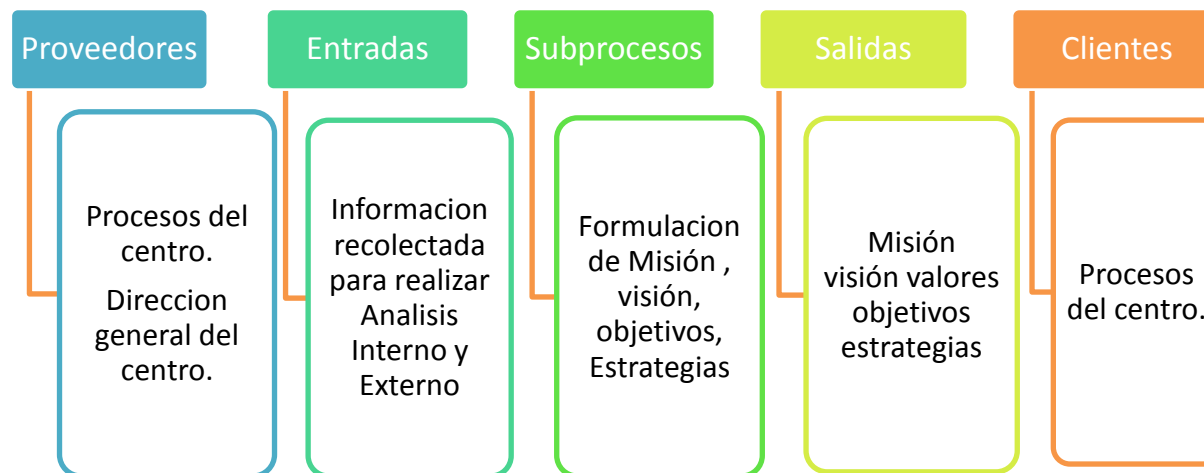 Proveedores
Procesos del
centro.
Direccion
general del
centro.
Entradas
Informacion
recolectada
para realizar
Analisis
Interno y
Externo
Subprocesos
Formulacion
de Misión ,
visión,
objetivos,
Estrategias
Salidas
Misión
visión valores
objetivos
estrategias
Clientes
Procesos
del centro.